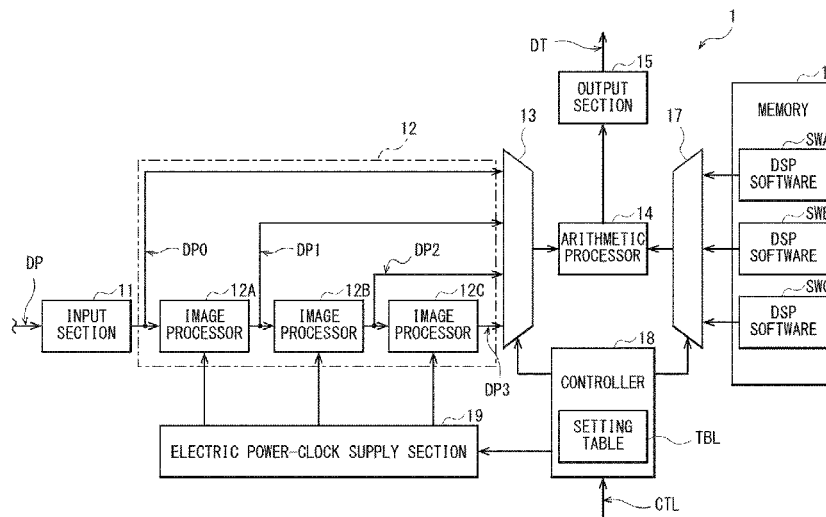 1
DT
15
OUTPUT
SECTION
13
17
MEMORY
12
SWA
DSP
SOFTWARE
14
ARITHMETIC
PROCESSOR
DSP
SOFTWARE
DP
DP0
DP1
DP2
11
INPUT
SECTION
12A
IMAGE
PROCESSOR
12B
IMAGE
PROCESSOR
12C
IMAGE
PROCESSOR
DSP
SOFTWARE
DP3
18
CONTROLLER
SETTING
TABLE
TBL
19
ELECTRIC POWER-CLOCK SUPPLY SECTION
CTL